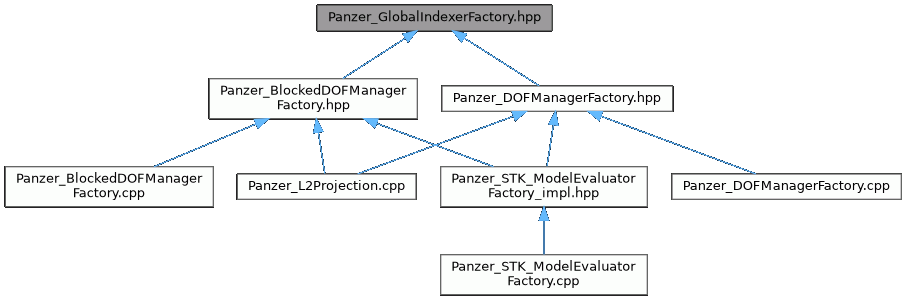 Panzer_GlobalIndexerFactory.hpp
Panzer_BlockedDOFManager
Factory.hpp
Panzer_DOFManagerFactory.hpp
Panzer_BlockedDOFManager
Factory.cpp
Panzer_L2Projection.cpp
Panzer_STK_ModelEvaluator
Factory_impl.hpp
Panzer_DOFManagerFactory.cpp
Panzer_STK_ModelEvaluator
Factory.cpp